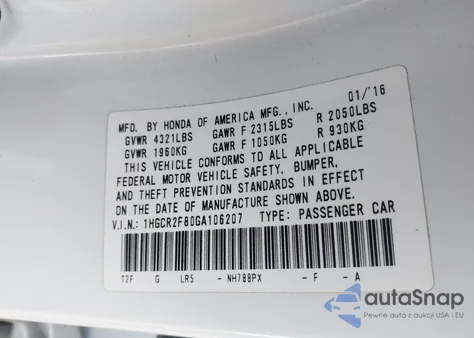 MFD. BY HONDA OF AMERICA MFG., INC. 01/'16
GVWR 4321LBS GAWR F 2315LBS R 2050LBS
GVWR 1960KG GAWR F 1050KG R 930KG
THIS VEHICLE CONFORMS TO ALL APPLICABLE
FEDERAL MOTOR VEHICLE SAFETY, BUMPER,
AND THEFT PREVENTION STANDARDS IN EFFECT
ON THE DATE OF MANUFACTURE SHOWN ABOVE.
V.I.N.: 1HGCR2F80GA106207 TYPE: PASSENGER CAR
T2F G LR5 - NH788PX - F - A
autoSnap
Pewne auta z aukcji USA i EU